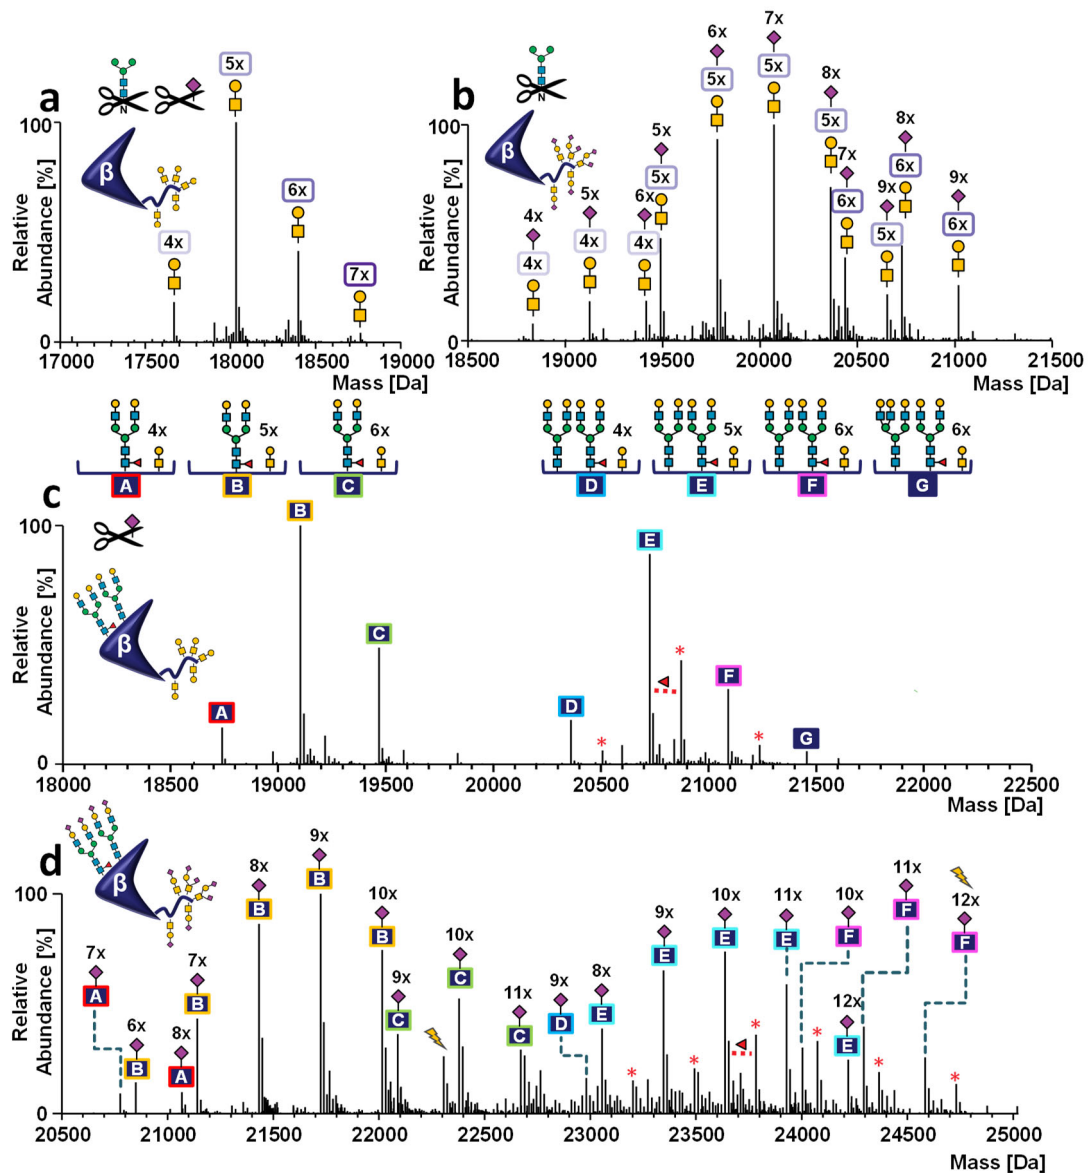 a
N
β
100
0
Relative
Abundance [%]
4x
5x
6x
7x
17000 17500 18000 18500 19000
Mass [Da]
b
N
β
100
0
Relative
Abundance [%]
4x
4x
5x
4x
6x
4x
5x
5x
6x
5x
7x
5x
8x
5x
7x
6x
9x
5x
8x
6x
9x
6x
18500 19000 19500 20000 20500 21000 21500
Mass [Da]
4x
A
5x
B
6x
C
4x
D
5x
E
6x
F
6x
G
c
β
100
0
Relative
Abundance [%]
A
B
C
D
*
E
*
F
*
G
18000 18500 19000 19500 20000 20500 21000 21500 22000 22500
Mass [Da]
d
β
100
0
Relative
Abundance [%]
7x
A
6x
B
8x
A
7x
B
8x
B
9x
B
10x
B
9x
C
10x
C
11x
C
9x
D
8x
E
*
9x
E
*
10x
E
*
11x
E
*
10x
F
12x
E
*
11x
F
12x
F
*
20500 21000 21500 22000 22500 23000 23500 24000 24500 25000
Mass [Da]